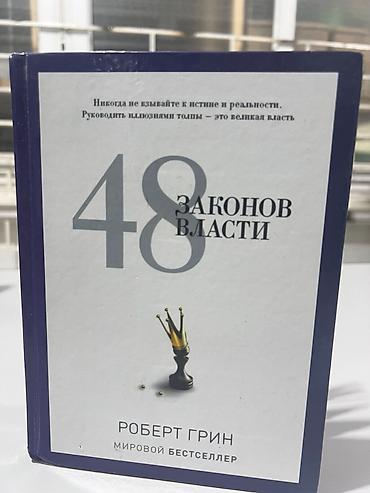 Никогда не взывайте к истине и реальности.
Руководить иллюзиями толпы – это великая власть
48 ЗАКОНОВ
ВЛАСТИ
РОБЕРТ ГРИН
МИРОВОЙ БЕСТСЕЛЛЕР